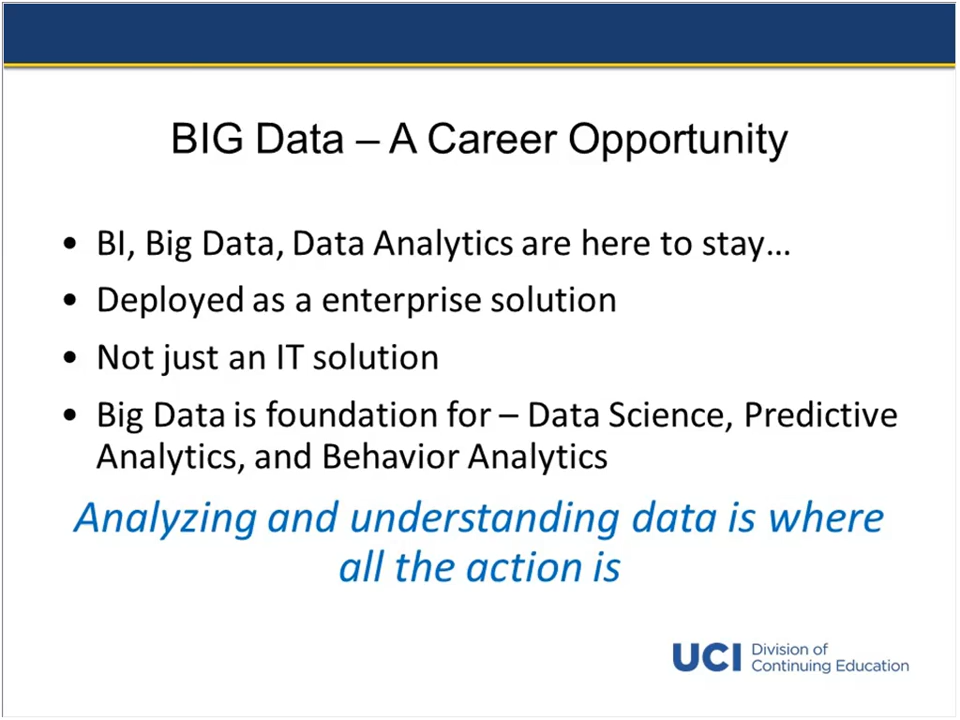 BIG Data – A Career Opportunity
• BI, Big Data, Data Analytics are here to stay…
• Deployed as a enterprise solution
• Not just an IT solution
• Big Data is foundation for – Data Science, Predictive
Analytics, and Behavior Analytics
Analyzing and understanding data is where
all the action is
UCI Division of
Continuing Education